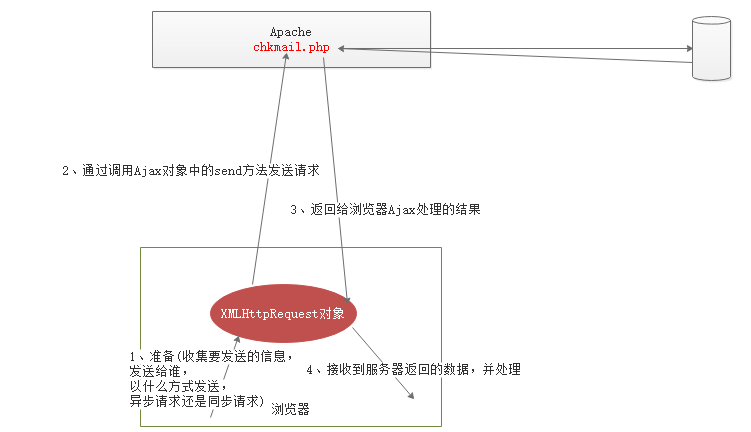 Apache
chkmail.php
2、通过调用Ajax对象中的send方法发送请求
3、返回给浏览器Ajax处理的结果
XMLHttpRequest对象
1、准备(收集要发送的信息，
发送给谁，
以什么方式发送，
异步请求还是同步请求)
4、接收到服务器返回的数据，并处理
浏览器